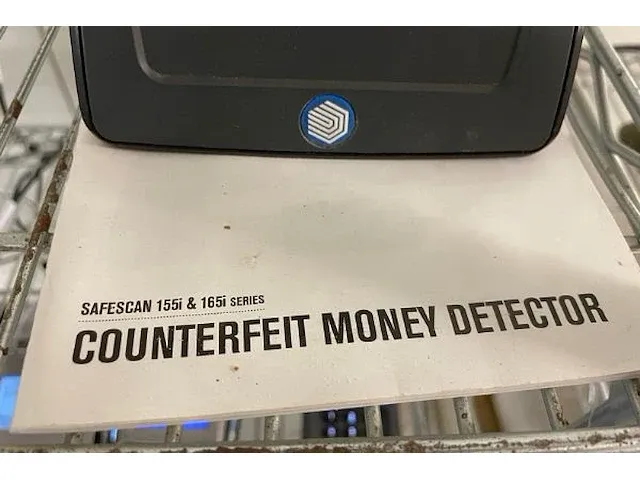 SAFESCAN 155i & 165i SERIES
COUNTERFEIT MONEY DETECTOR